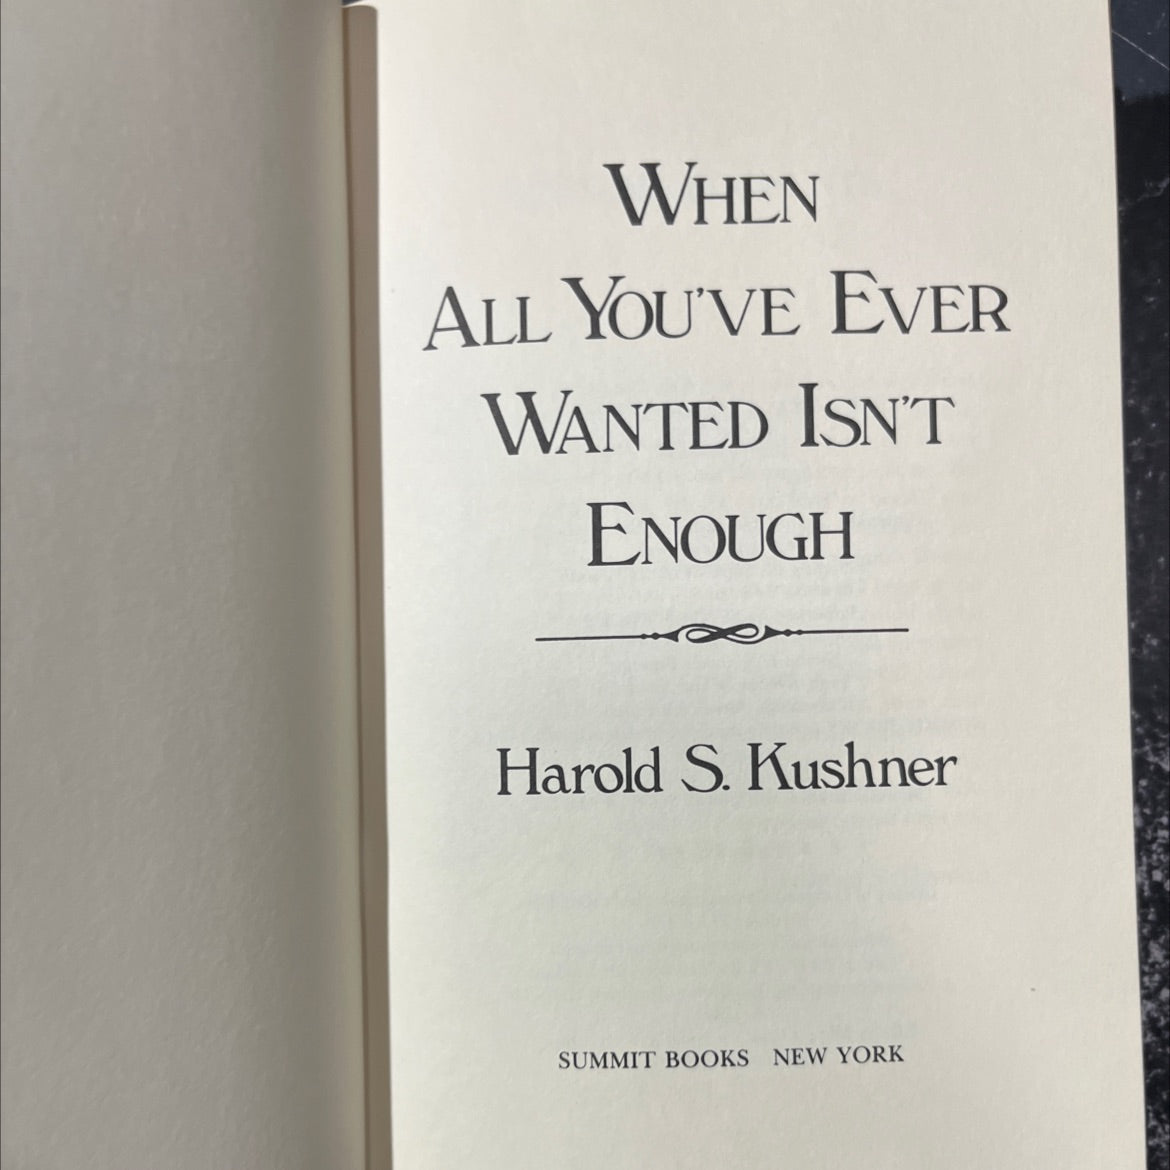 WHEN
ALL YOU'VE EVER
WANTED ISN'T
ENOUGH
Harold S. Kushner
SUMMIT BOOKS NEW YORK